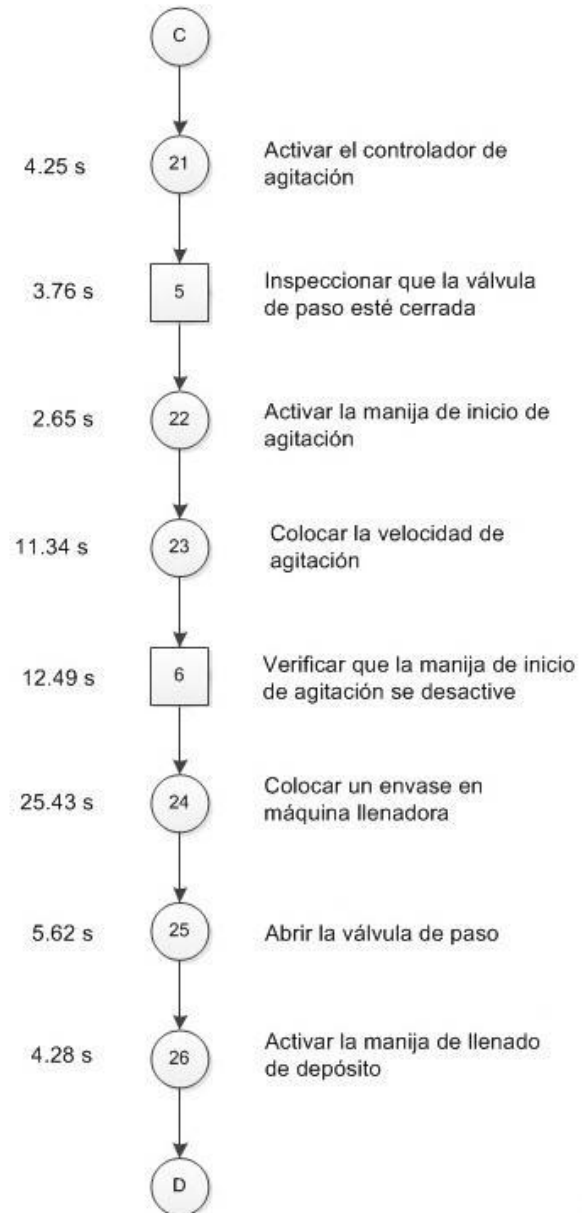 C
4.25 s
21
Activar el controlador de
agitación
3.76 s
5
Inspeccionar que la válvula
de paso esté cerrada
2.65 s
22
Activar la manija de inicio de
agitación
11.34 s
23
Colocar la velocidad de
agitación
12.49 s
6
Verificar que la manija de inicio
de agitación se desactive
25.43 s
24
Colocar un envase en
máquina llenadora
5.62 s
25
Abrir la válvula de paso
4.28 s
26
Activar la manija de llenado
de depósito
D